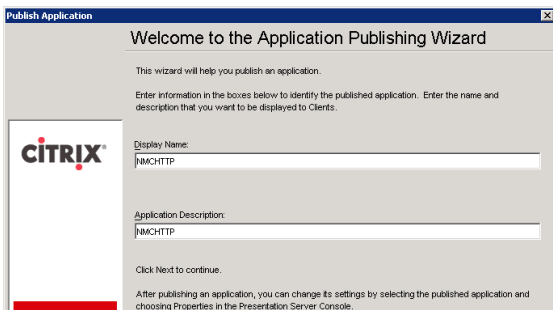 Publish Application
Welcome to the Application Publishing Wizard
This wizard will help you publish an application.
Enter information in the boxes below to identify the published application. Enter the name and
description that you want to be displayed to Clients.
CITRIX®
Display Name:
NMCHTTP
Application Description:
NMCHTTP
Click Next to continue.
After publishing an application, you can change its settings by selecting the published application and
choosing Properties in the Presentation Server Console.